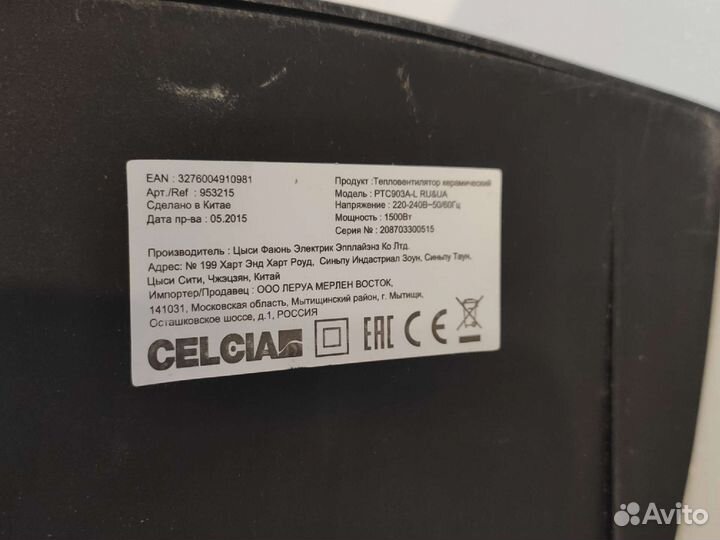 EAN : 3276004910981
Арт./Ref : 953215
Сделано в Китае
Дата пр-ва : 05.2015
Продукт :Тепловентилятор керамический
Модель : PTC903A-L RU&UA
Напряжение : 220-240В~50/60Гц
Мощность : 1500Вт
Серия № : 208703300515
Производитель : Цыси Фаюнь Электрик Эпплайэнз Ко Лтд.
Адрес: № 199 Харт Энд Харт Роуд, Синьпу Индастриал Зоун, Синьпу Таун,
Цыси Сити, Чжэцзян, Китай
Импортер/Продавец : ООО ЛЕРУА МЕРЛЕН ВОСТОК,
141031, Московская область, Мытищинский район, г. Мытищи,
Осташковское шоссе, д.1, РОССИЯ
CELCIA EAC CE
Avito